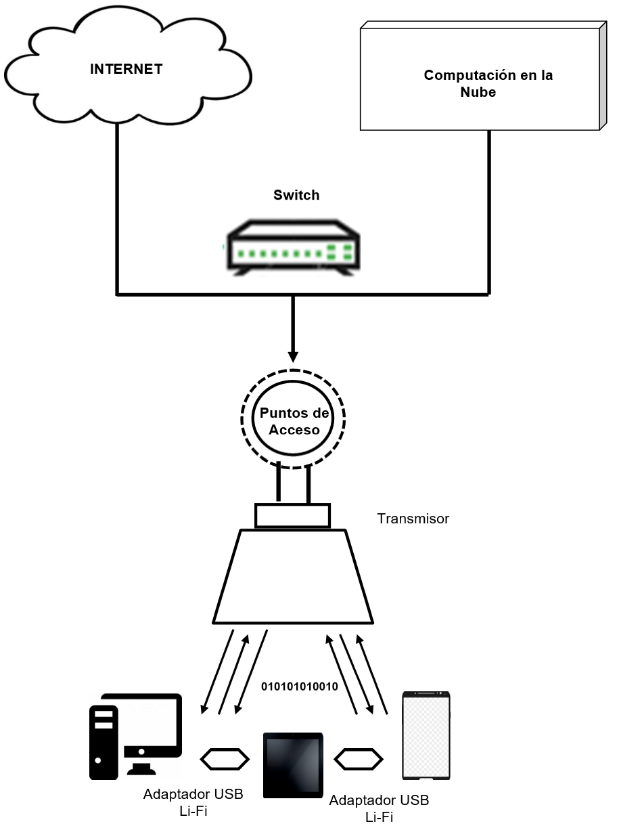 INTERNET
Computación en la
Nube
Switch
Puntos de
Acceso
Transmisor
010101010010
Adaptador USB
Li-Fi
Adaptador USB
Li-Fi